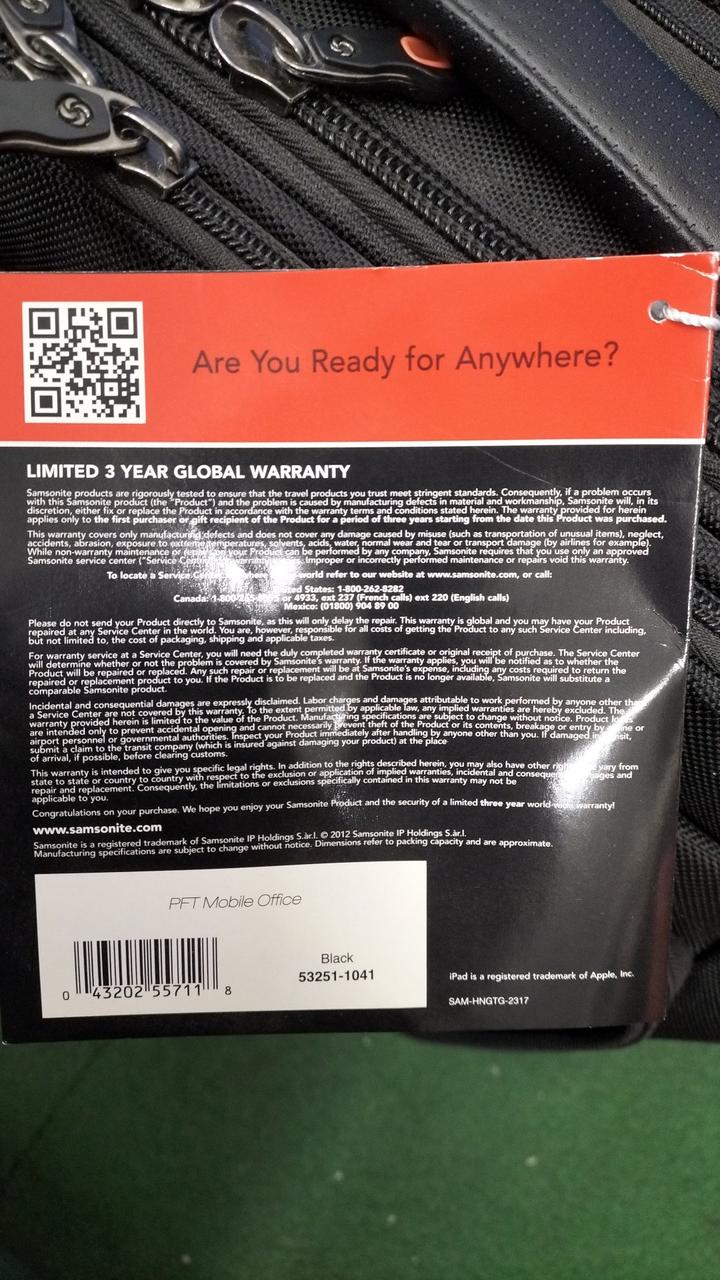 Are You Ready for Anywhere?
LIMITED 3 YEAR GLOBAL WARRANTY
Samsonite products are rigorously tested to ensure that the travel products you trust meet stringent standards. Consequently, if a problem occurs
with this Samsonite product (the "Product") and the problem is caused by manufacturing defects in material and workmanship, Samsonite will, in its
discretion, either fix or replace the Product in accordance with the warranty terms and conditions stated herein. The warranty provided for herein
applies only to the first purchaser or gift recipient of the Product for a period of three years starting from the date this Product was purchased.
This warranty covers only manufacturing defects and does not cover any damage caused by misuse (such as transportation of unusual items), neglect,
accidents, abrasion, exposure to extreme temperatures, solvents, acids, water, normal wear and tear or transport damage (by airlines for example).
While non-warranty maintenance or repairs on your Product can be performed by any company, Samsonite requires that you use only an approved
Samsonite service center ("Service Center") Improper or incorrectly performed maintenance or repairs void this warranty.
To locate a Service Center world refer to our website at www.samsonite.com, or call:
United States: 1-800-262-8282
Canada: or 4933, ext 237 (French calls) ext 220 (English calls)
Mexico: (01800) 904 89 00
Please do not send your Product directly to Samsonite, as this will only delay the repair. This warranty is global and you may have your Product
repaired at any Service Center in the world. You are, however, responsible for all costs of getting the Product to any such Service Center including,
but not limited to, the cost of packaging, shipping and applicable taxes.
For warranty service at a Service Center, you will need the duly completed warranty certificate or original receipt of purchase. The Service Center
will determine whether or not the problem is covered by Samsonite's warranty. If the warranty applies, you will be notified as to whether the
Product will be repaired or replaced. Any such repair or replacement will be at Samsonite's expense, including any costs required to return the
repaired or replacement product to you. If the Product is to be replaced and the Product is no longer available, Samsonite will substitute a
comparable Samsonite product.
Incidental and consequential damages are expressly disclaimed. Labor charges and damages attributable to work performed by anyone other than
a Service Center are not covered by this warranty. To the extent permitted by applicable law, any implied warranties are hereby excluded. The
warranty provided herein is limited to the value of the Product. Manufacturing specifications are subject to change without notice. Product
are intended only to prevent accidental opening and cannot necessarily prevent theft of the Product or its contents, breakage or entry by or
airport personnel or governmental authorities. Inspect your Product immediately after handling by anyone other than you. If damaged in transit,
submit a claim to the transit company (which is insured against damaging your product) at the place
of arrival, if possible, before clearing customs.
This warranty is intended to give you specific legal rights. In addition to the rights described herein, you may also have other vary from
state to state or country to country with respect to the exclusion or application of implied warranties, incidental and consequential damages and
repair and replacement. Consequently, the limitations or exclusions specifically contained in this warranty may not be
applicable to you.
Congratulations on your purchase. We hope you enjoy your Samsonite Product and the security of a limited three year world-wide warranty!
www.samsonite.com
Samsonite is a registered trademark of Samsonite IP Holdings S.àr.l. © 2012 Samsonite IP Holdings S.àr.l.
Manufacturing specifications are subject to change without notice. Dimensions refer to packing capacity and are approximate.
PFT Mobile Office
Black
53251-1041
0 43202 55711 8
iPad is a registered trademark of Apple, Inc.
SAM-HNGTG-2317